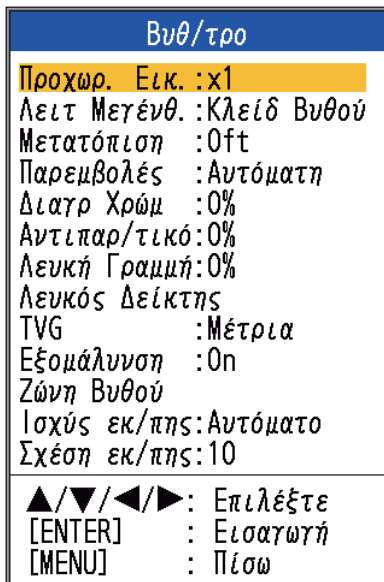 Βυθ/τρο
Προχωρ. Εικ.:x1
Λειτ Μεγένθ.:Κλείδ Βυθού
Μετατόπιση :0ft
Παρεμβολές :Αυτόματη
Διαγρ Χρώμ :0%
Αντιπαρ/τικό:0%
Λευκή Γραμμή:0%
Λευκός Δείκτης
TVG :Μέτρια
Εξομάλυνση :On
Ζώνη Βυθού
Ισχύς εκ/πης:Αυτόματο
Σχέση εκ/πης:10
▲/▼/◀/▶: Επιλέξτε
[ENTER] : Εισαγωγή
[MENU] : Πίσω